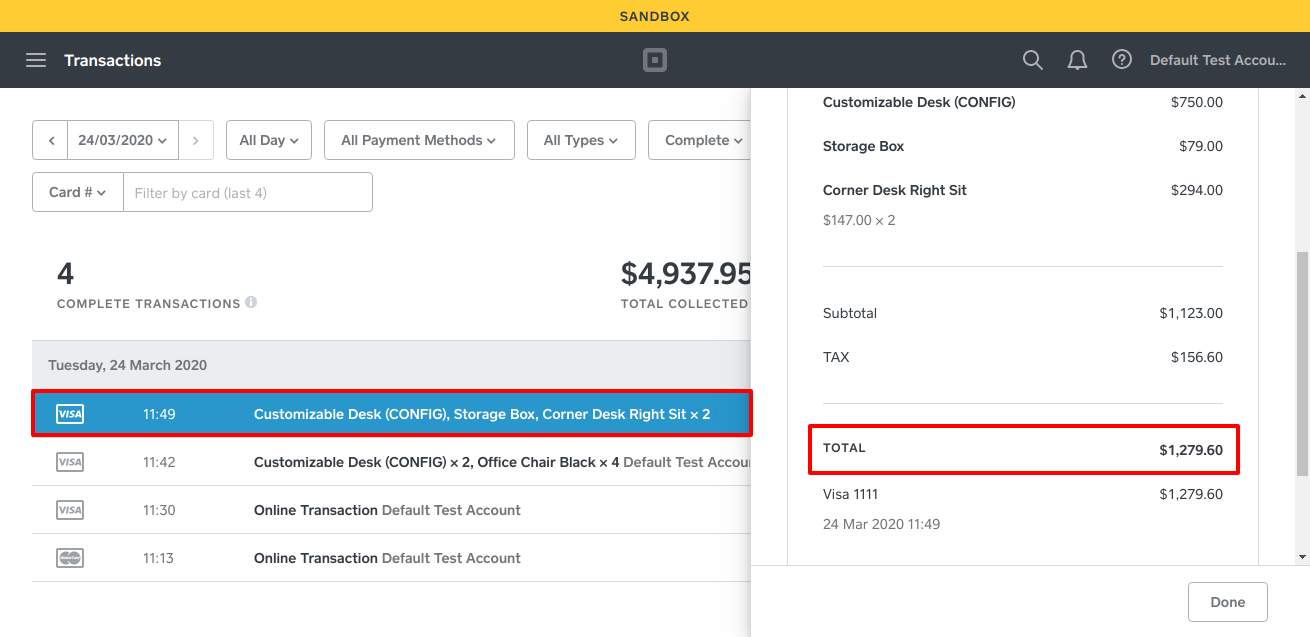 SANDBOX
Transactions
Default Test Accou...
24/03/2020
All Day
All Payment Methods
All Types
Complete
Card #
Filter by card (last 4)
4
COMPLETE TRANSACTIONS
$4,937.95
TOTAL COLLECTED
Tuesday, 24 March 2020
VISA 11:49 Customizable Desk (CONFIG), Storage Box, Corner Desk Right Sit × 2
VISA 11:42 Customizable Desk (CONFIG) × 2, Office Chair Black × 4 Default Test Accou
VISA 11:30 Online Transaction Default Test Account
11:13 Online Transaction Default Test Account
Customizable Desk (CONFIG) $750.00
Storage Box $79.00
Corner Desk Right Sit $294.00
$147.00 × 2
Subtotal $1,123.00
TAX $156.60
TOTAL $1,279.60
Visa 1111 $1,279.60
24 Mar 2020 11:49
Done